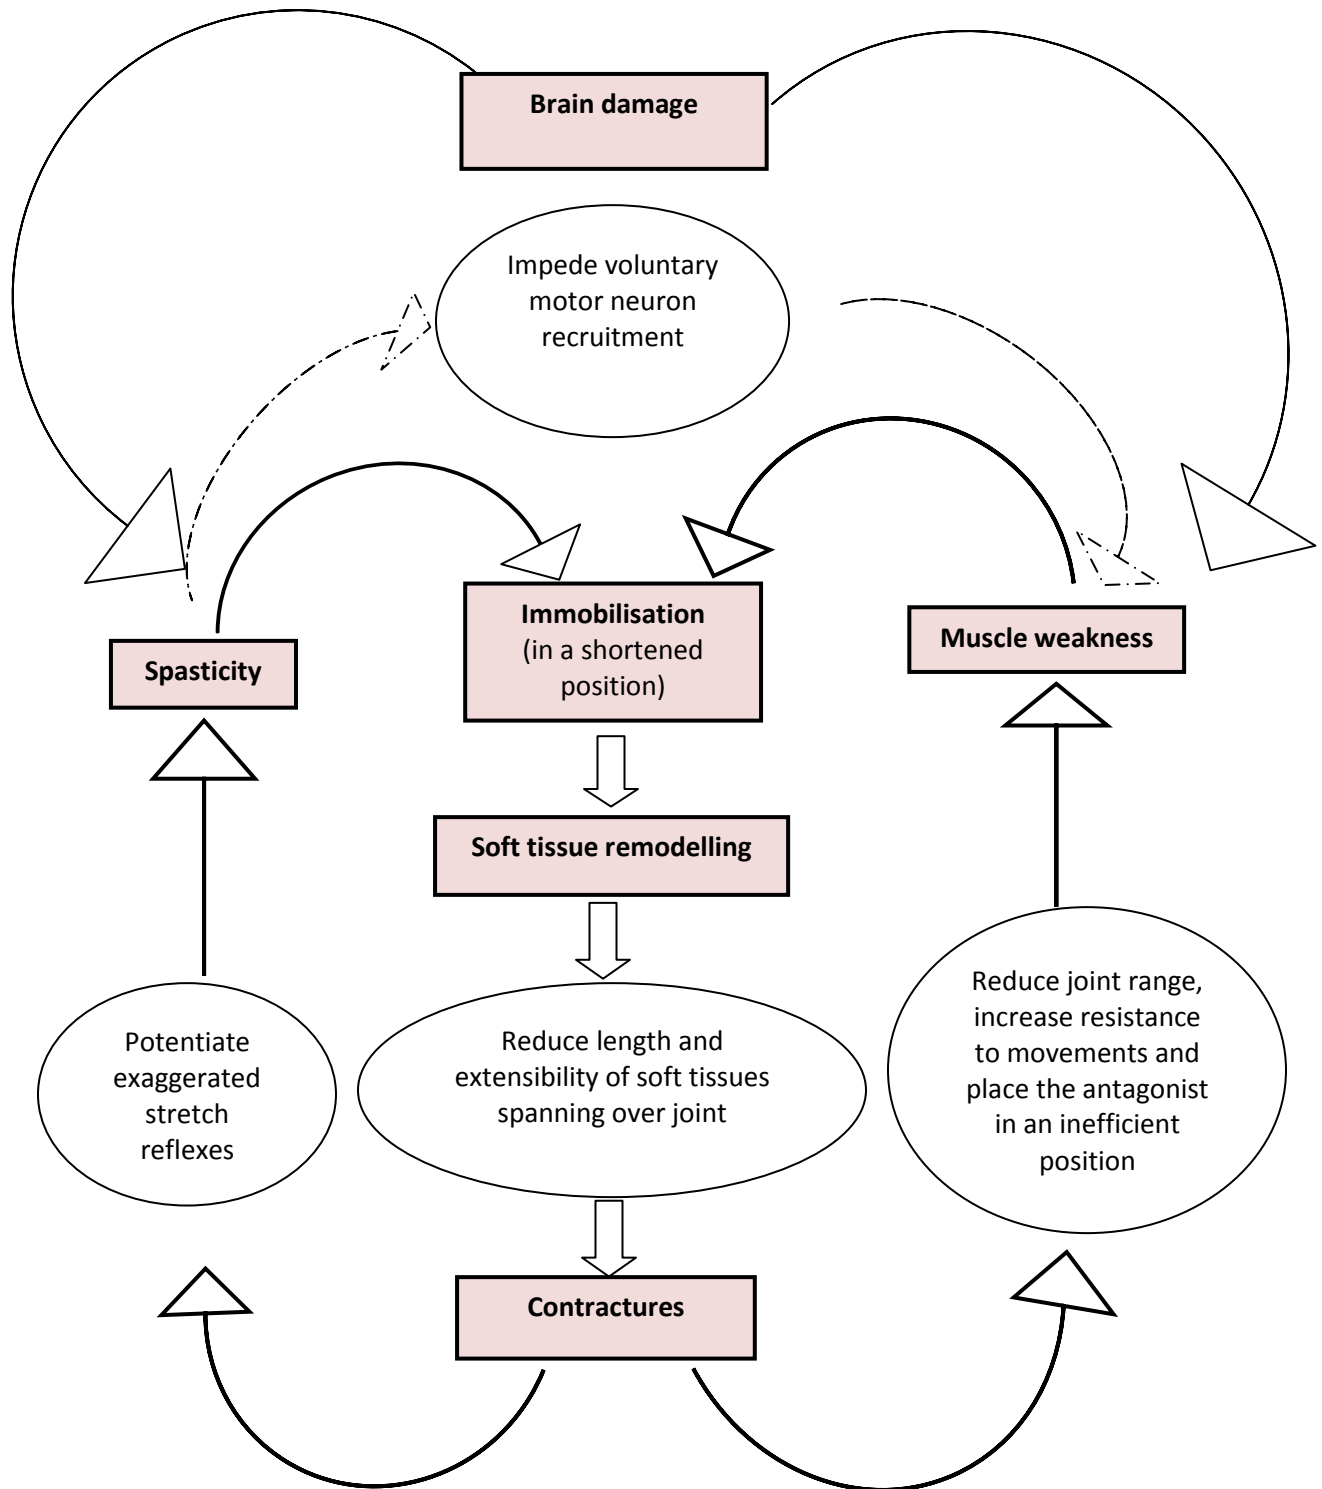 Brain damage
Impede voluntary
motor neuron
recruitment
Immobilisation
(in a shortened
position)
Muscle weakness
Spasticity
Soft tissue remodelling
Potentiate
exaggerated
stretch
reflexes
Reduce length and
extensibility of soft tissues
spanning over joint
Reduce joint range,
increase resistance
to movements and
place the antagonist
in an inefficient
position
Contractures